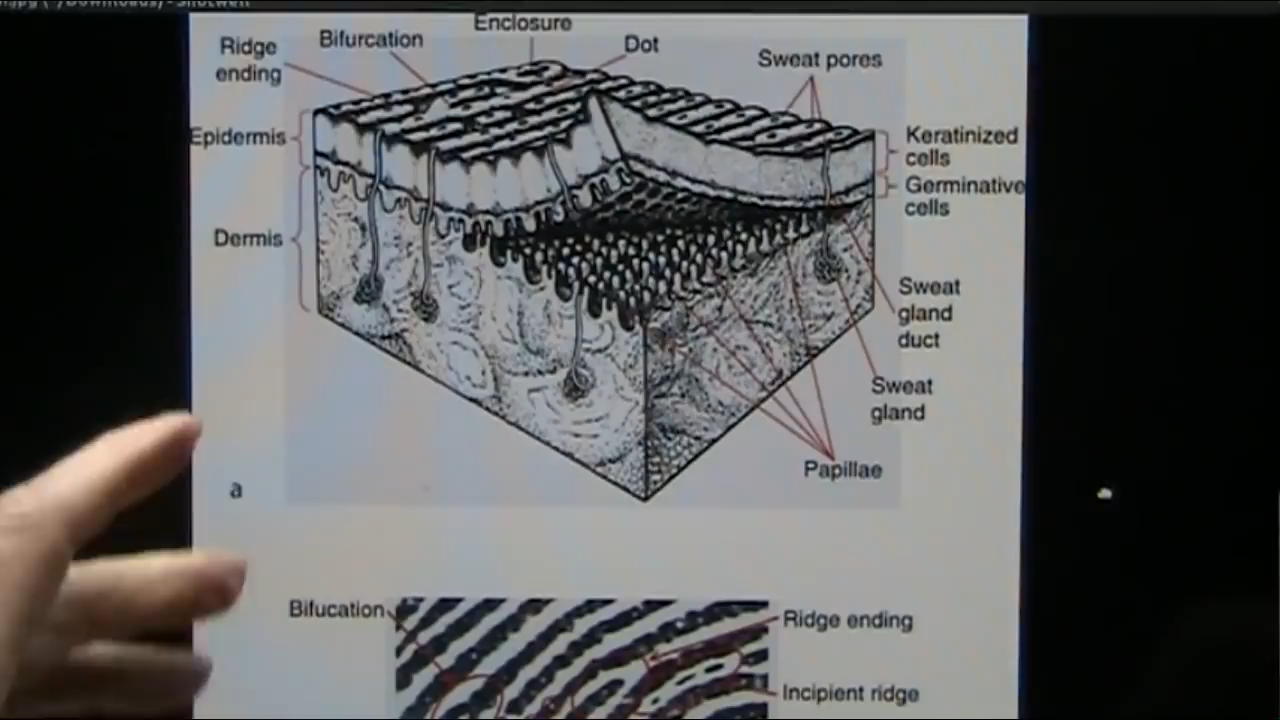 Enclosure
Bifurcation
Dot
Ridge
ending
Sweat pores
Epidermis
Keratinized
cells
Germinative
cells
Dermis
Sweat
gland
duct
Sweat
gland
Papillae
a
Bifucation
Ridge ending
Incipient ridge